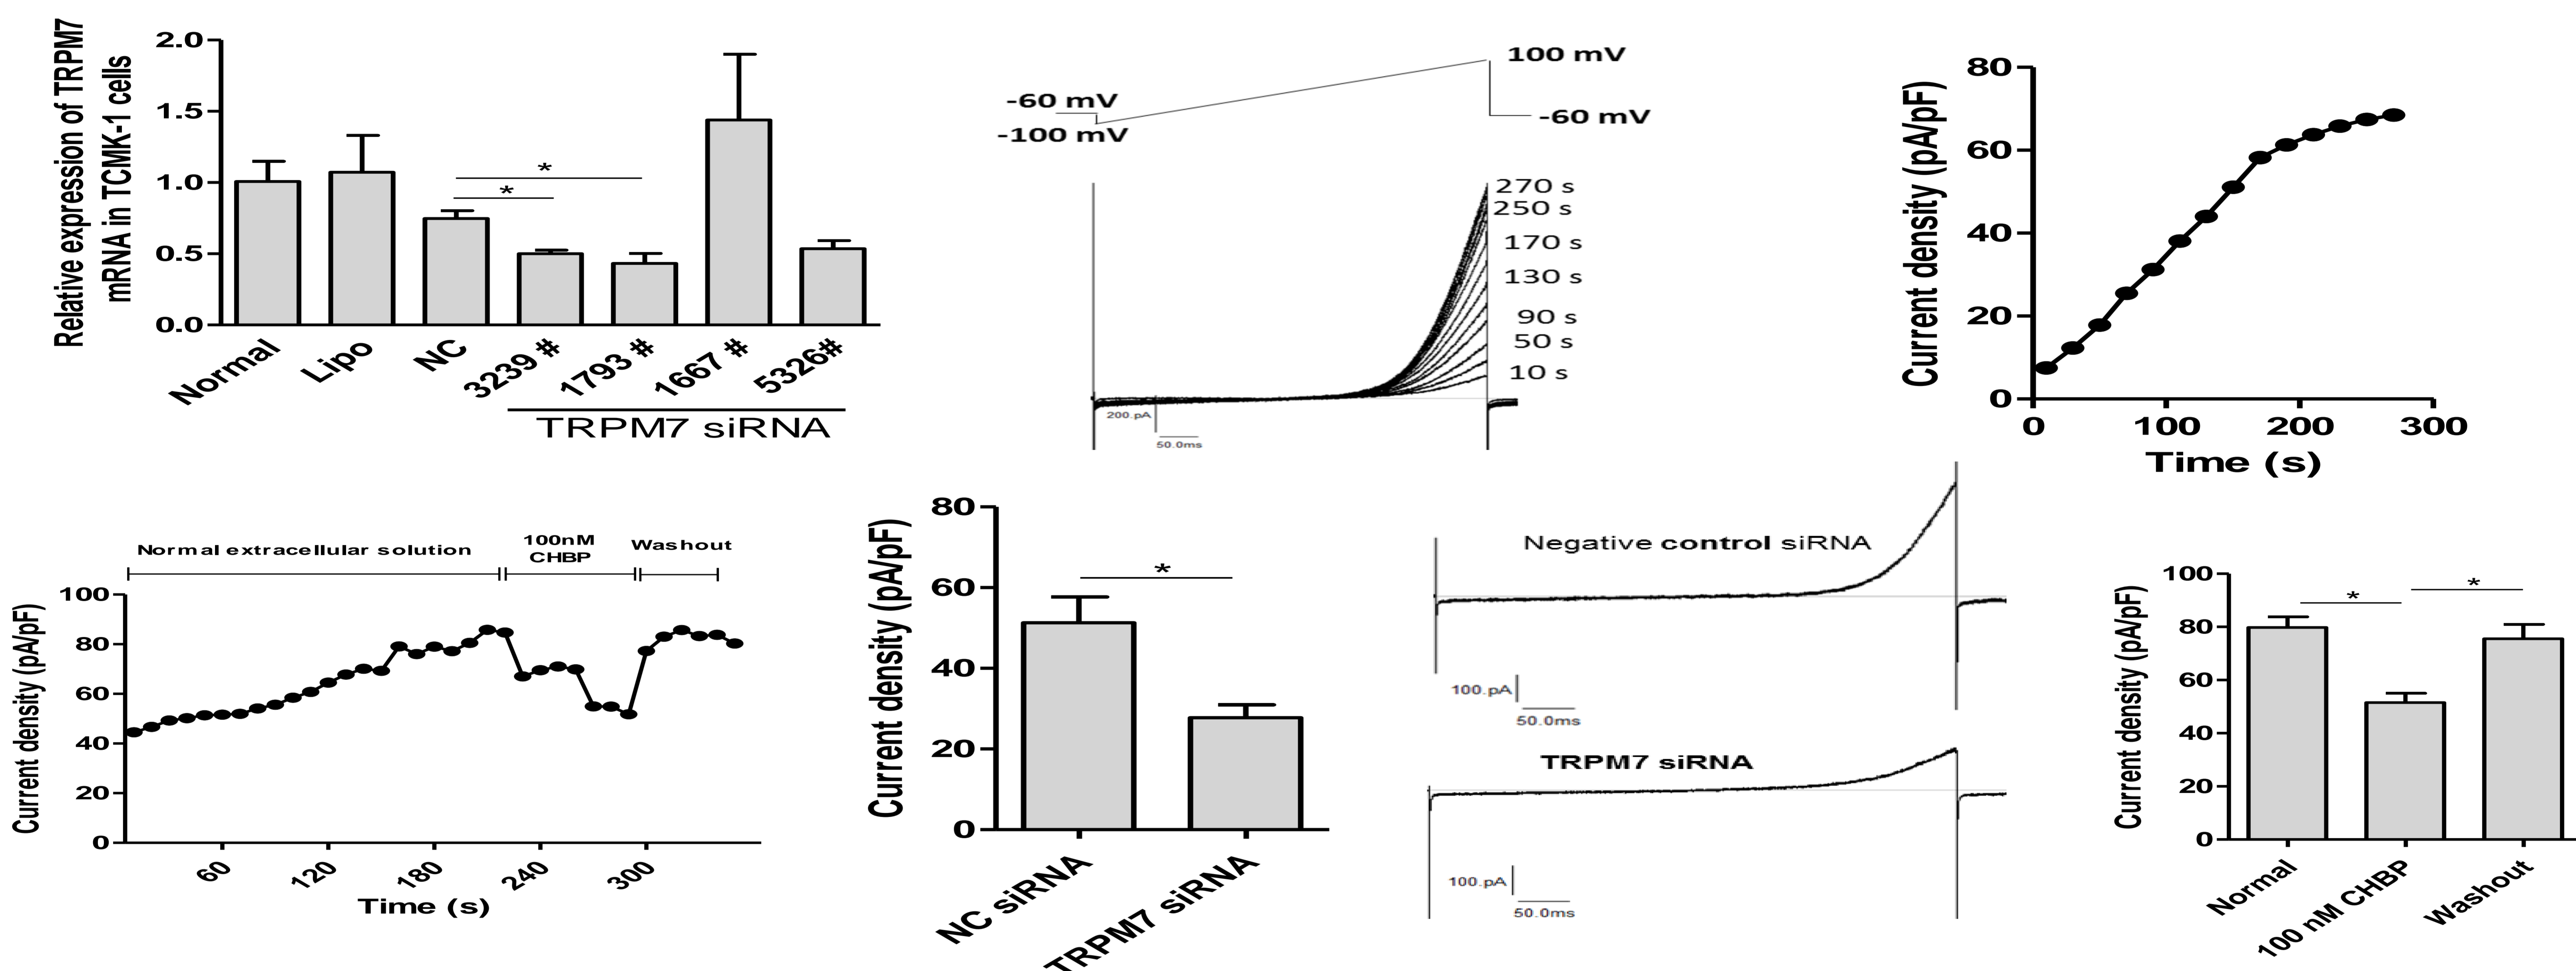 Relative expression of TRPM7
mRNA in TCMK-1 cells
2.0
1.5
1.0
0.5
0.0
*
*
Normal
Lipo
NC
3239 #
1793 #
1667 #
5326#
TRPM7 siRNA
100 mV
-60 mV
-100 mV
-60 mV
270 s
250 s
170 s
130 s
90 s
50 s
10 s
200.pA
50.0ms
Current density (pA/pF)
80
60
40
20
0
0 100 200 300
Time (s)
Normal extracellular solution
100nM
CHBP
Washout
Current density (pA/pF)
100
80
60
40
20
0
60 120 180 240 300
Time (s)
Current density (pA/pF)
80
60
40
20
0
*
NC siRNA
TRPM7 siRNA
Negative control siRNA
100.pA
50.0ms
TRPM7 siRNA
100.pA
50.0ms
Current density (pA/pF)
100
80
60
40
20
0
*
*
Normal
100 nM CHBP
Washout